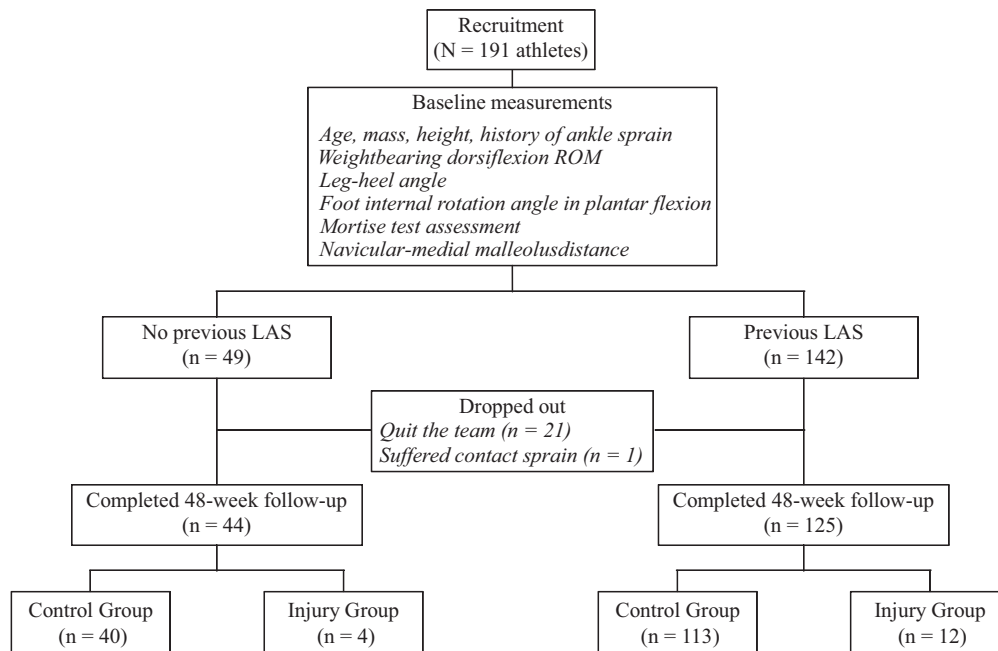 Recruitment
(N = 191 athletes)
Baseline measurements
Age, mass, height, history of ankle sprain
Weightbearing dorsiflexion ROM
Leg-heel angle
Foot internal rotation angle in plantar flexion
Mortise test assessment
Navicular-medial malleolusdistance
No previous LAS
(n = 49)
Previous LAS
(n = 142)
Dropped out
Quit the team (n = 21)
Suffered contact sprain (n = 1)
Completed 48-week follow-up
(n = 44)
Completed 48-week follow-up
(n = 125)
Control Group
(n = 40)
Injury Group
(n = 4)
Control Group
(n = 113)
Injury Group
(n = 12)